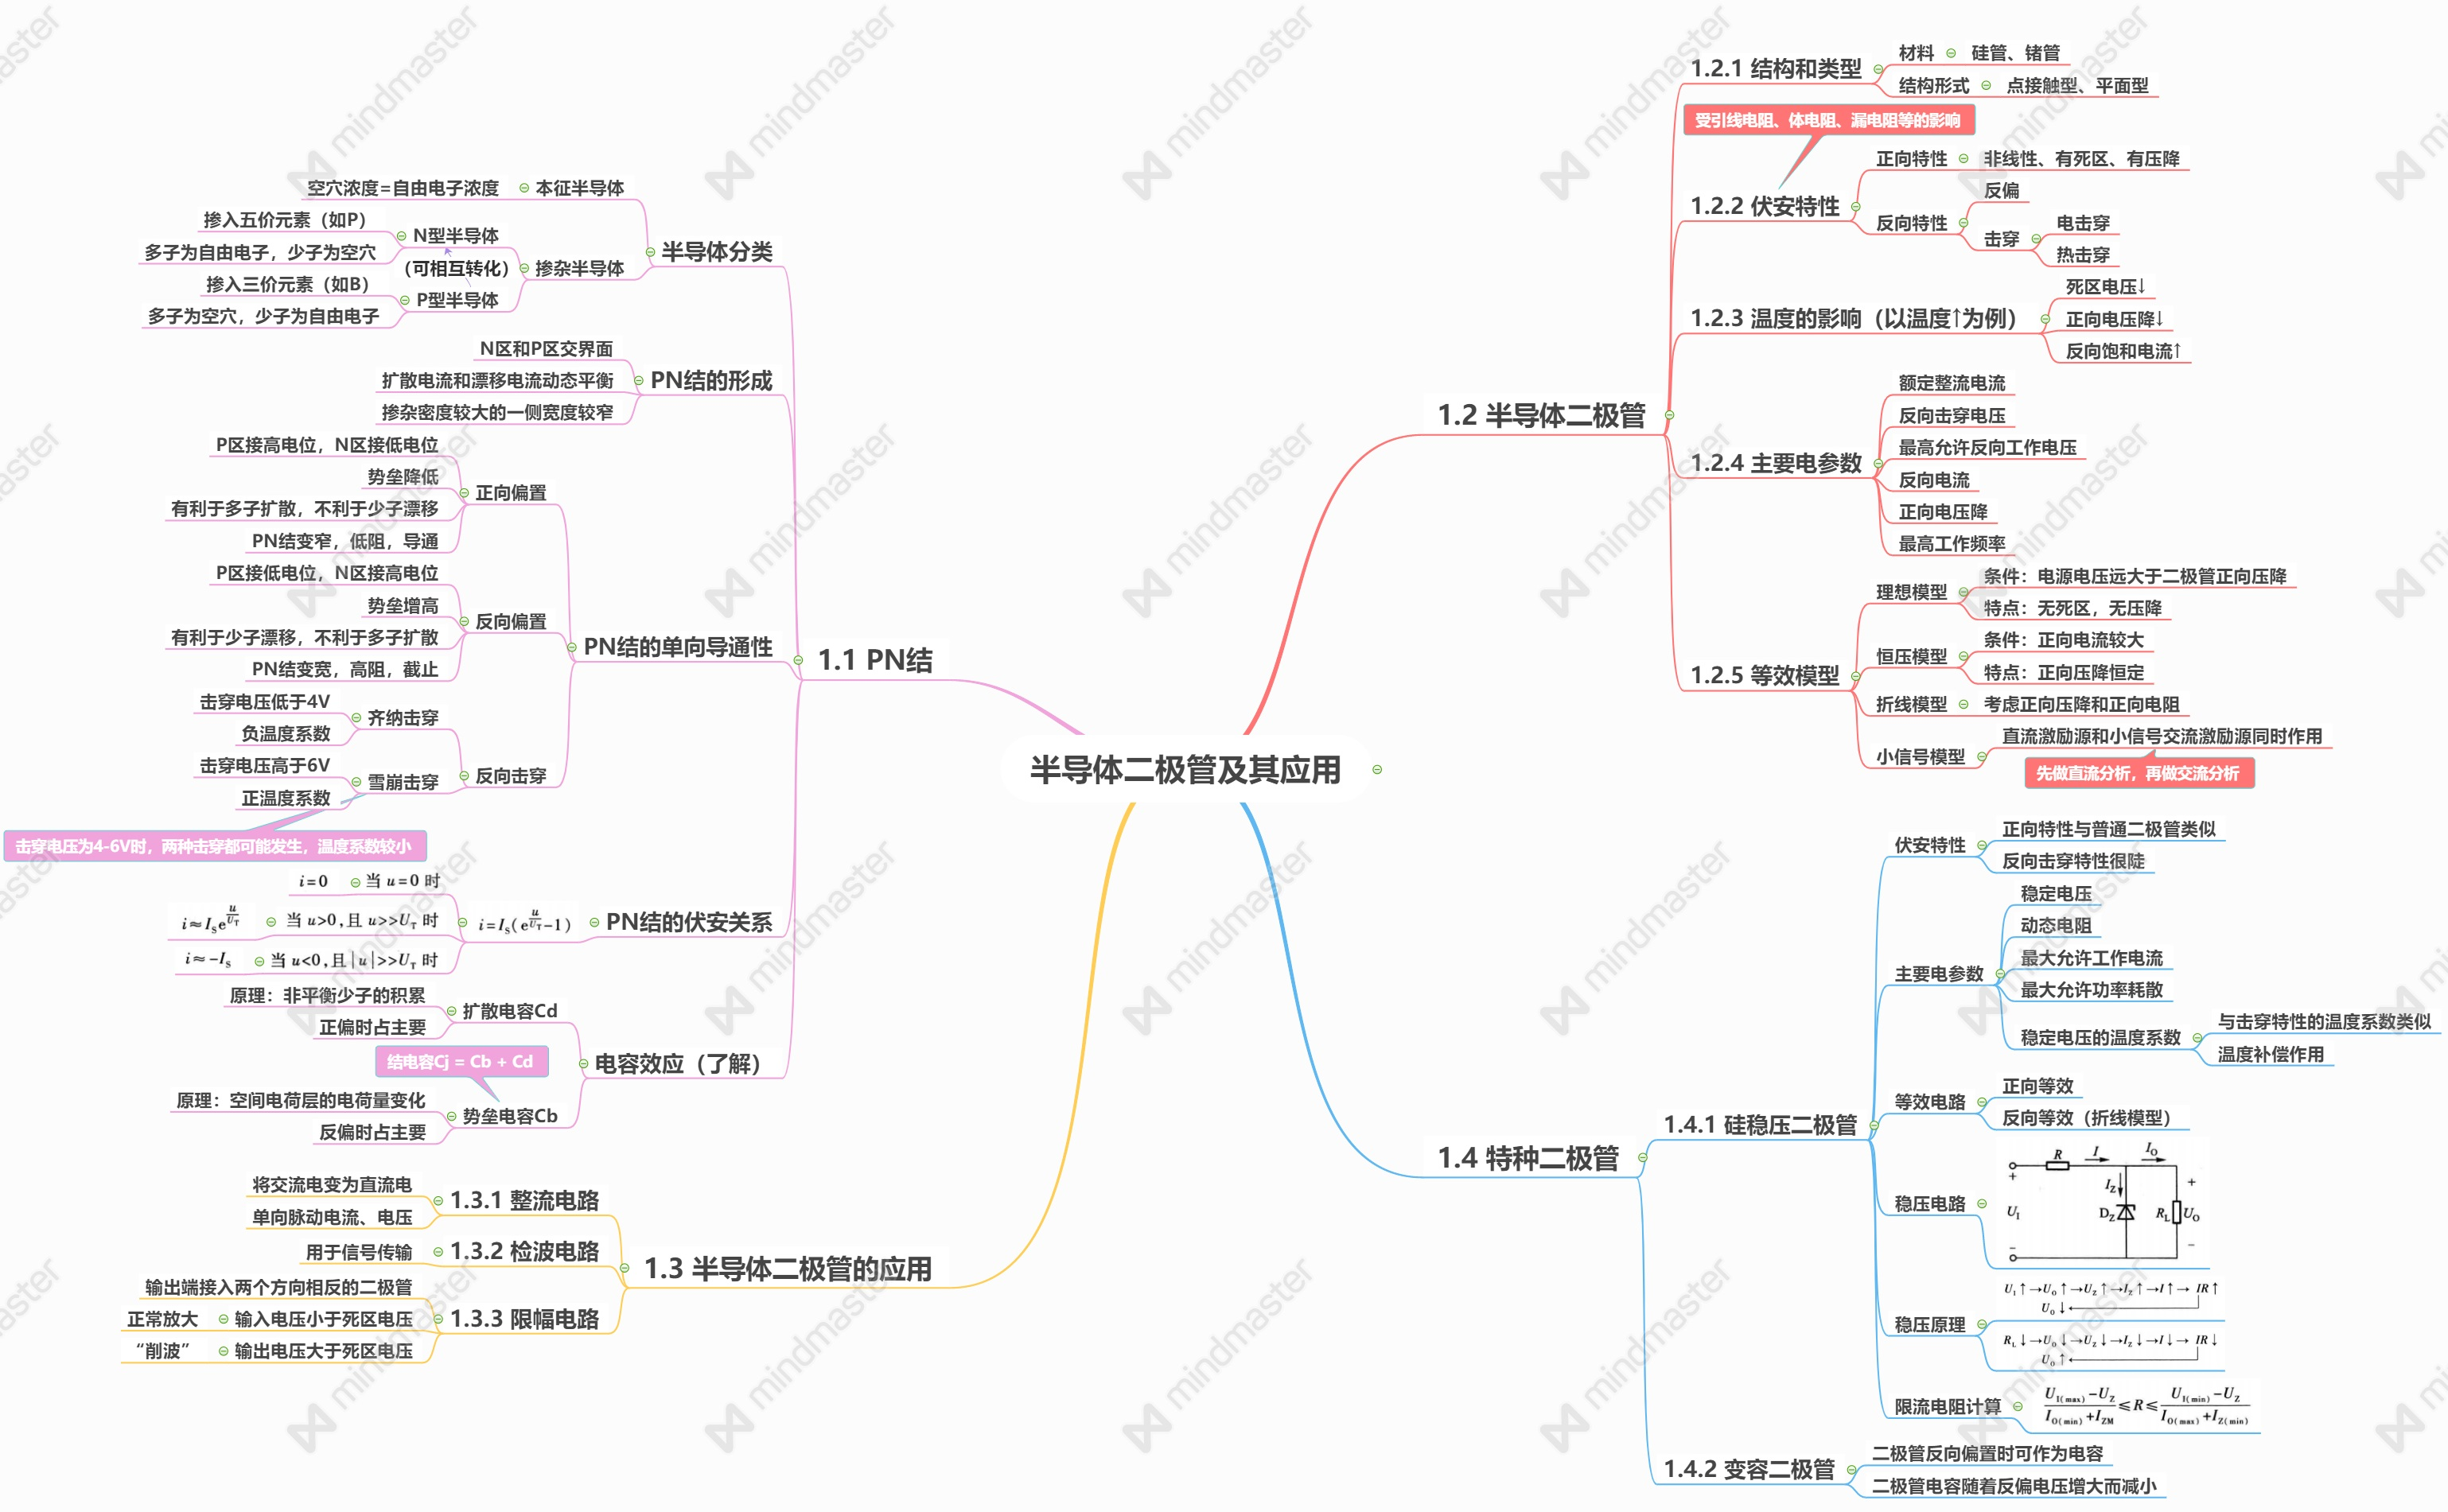 半导体二极管及其应用
1.1 PN结
半导体分类
本征半导体
空穴浓度=自由电子浓度
掺杂半导体
N型半导体
掺入五价元素（如P）
多子为自由电子，少子为空穴
（可相互转化）
P型半导体
掺入三价元素（如B）
多子为空穴，少子为自由电子
PN结的形成
N区和P区交界面
扩散电流和漂移电流动态平衡
掺杂密度较大的一侧宽度较窄
PN结的单向导通性
正向偏置
P区接高电位，N区接低电位
势垒降低
有利于多子扩散，不利于少子漂移
PN结变窄，低阻，导通
反向偏置
P区接低电位，N区接高电位
势垒增高
有利于少子漂移，不利于多子扩散
PN结变宽，高阻，截止
反向击穿
齐纳击穿
击穿电压低于4V
负温度系数
雪崩击穿
击穿电压高于6V
正温度系数
击穿电压为4-6V时，两种击穿都可能发生，温度系数较小
PN结的伏安关系
i=I_S(e^{u/U_T}-1)
当 u=0 时
i=0
当 u>0,且 u>>U_T 时
i≈I_S e^{u/U_T}
当 u<0,且|u|>>U_T 时
i≈-I_S
电容效应（了解）
扩散电容Cd
原理：非平衡少子的积累
正偏时占主要
结电容Cj = Cb + Cd
势垒电容Cb
原理：空间电荷层的电荷量变化
反偏时占主要
1.2 半导体二极管
1.2.1 结构和类型
材料
硅管、锗管
结构形式
点接触型、平面型
受引线电阻、体电阻、漏电阻等的影响
1.2.2 伏安特性
正向特性
非线性、有死区、有压降
反向特性
反偏
击穿
电击穿
热击穿
1.2.3 温度的影响（以温度↑为例）
死区电压↓
正向电压降↓
反向饱和电流↑
1.2.4 主要电参数
额定整流电流
反向击穿电压
最高允许反向工作电压
反向电流
正向电压降
最高工作频率
1.2.5 等效模型
理想模型
条件：电源电压远大于二极管正向压降
特点：无死区，无压降
恒压模型
条件：正向电流较大
特点：正向压降恒定
折线模型
考虑正向压降和正向电阻
小信号模型
直流激励源和小信号交流激励源同时作用
先做直流分析，再做交流分析
1.3 半导体二极管的应用
1.3.1 整流电路
将交流电变为直流电
单向脉动电流、电压
1.3.2 检波电路
用于信号传输
1.3.3 限幅电路
输出端接入两个方向相反的二极管
输入电压小于死区电压
正常放大
输出电压大于死区电压
“削波”
1.4 特种二极管
1.4.1 硅稳压二极管
伏安特性
正向特性与普通二极管类似
反向击穿特性很陡
主要电参数
稳定电压
动态电阻
最大允许工作电流
最大允许功率耗散
稳定电压的温度系数
与击穿特性的温度系数类似
温度补偿作用
等效电路
正向等效
反向等效（折线模型）
稳压电路
R I I_O
+ I_Z +
U_I D_Z R_L U_O
− −
稳压原理
U_I↑→U_O↑→U_Z↑→I_Z↑→I↑→ IR↑
U_O↓←
R_L↓→U_O↓→U_Z↓→I_Z↓→I↓→ IR↓
U_O↑←
限流电阻计算
(U_{I(max)}-U_Z)/(I_{O(min)}+I_{ZM})≤R≤(U_{I(min)}-U_Z)/(I_{O(max)}+I_{Z(min)})
1.4.2 变容二极管
二极管反向偏置时可作为电容
二极管电容随着反偏电压增大而减小
mindmaster